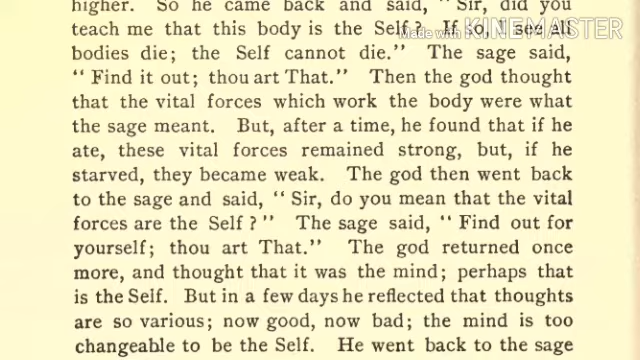 higher. So he came back and said, " Sir, did you
teach me that this body is the Self ? If so, I see all
bodies die; the Self cannot die." The sage said,
" Find it out; thou art That." Then the god thought
that the vital forces which work the body were what
the sage meant. But, after a time, he found that if he
ate, these vital forces remained strong, but, if he
starved, they became weak. The god then went back
to the sage and said, " Sir, do you mean that the vital
forces are the Self ? " The sage said, " Find out for
yourself; thou art That." The god returned once
more, and thought that it was the mind; perhaps that
is the Self. But in a few days he reflected that thoughts
are so various; now good, now bad; the mind is too
changeable to be the Self. He went back to the sage
Made with KINEMASTER